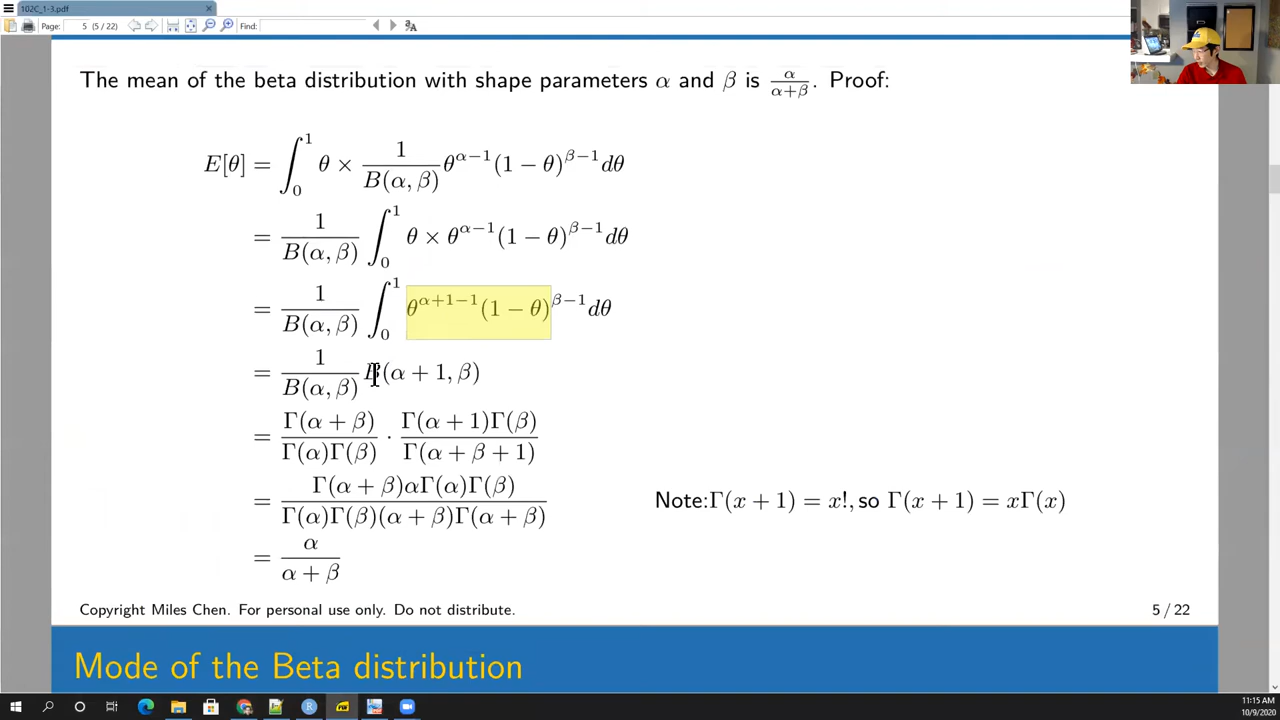 102C_1-3.pdf ×
Page: 5 (5 / 22) Find:
The mean of the beta distribution with shape parameters α and β is α/(α+β). Proof:
E[θ] = ∫₀¹ θ × 1/B(α, β) θ^(α−1)(1 − θ)^(β−1)dθ
= 1/B(α, β) ∫₀¹ θ × θ^(α−1)(1 − θ)^(β−1)dθ
= 1/B(α, β) ∫₀¹ θ^(α+1−1)(1 − θ)^(β−1)dθ
= 1/B(α, β) B(α + 1, β)
= Γ(α + β)/Γ(α)Γ(β) · Γ(α + 1)Γ(β)/Γ(α + β + 1)
= Γ(α + β)αΓ(α)Γ(β)/Γ(α)Γ(β)(α + β)Γ(α + β) Note:Γ(x + 1) = x!, so Γ(x + 1) = xΓ(x)
= α/(α + β)
Copyright Miles Chen. For personal use only. Do not distribute. 5 / 22
Mode of the Beta distribution
11:15 AM
10/9/2020